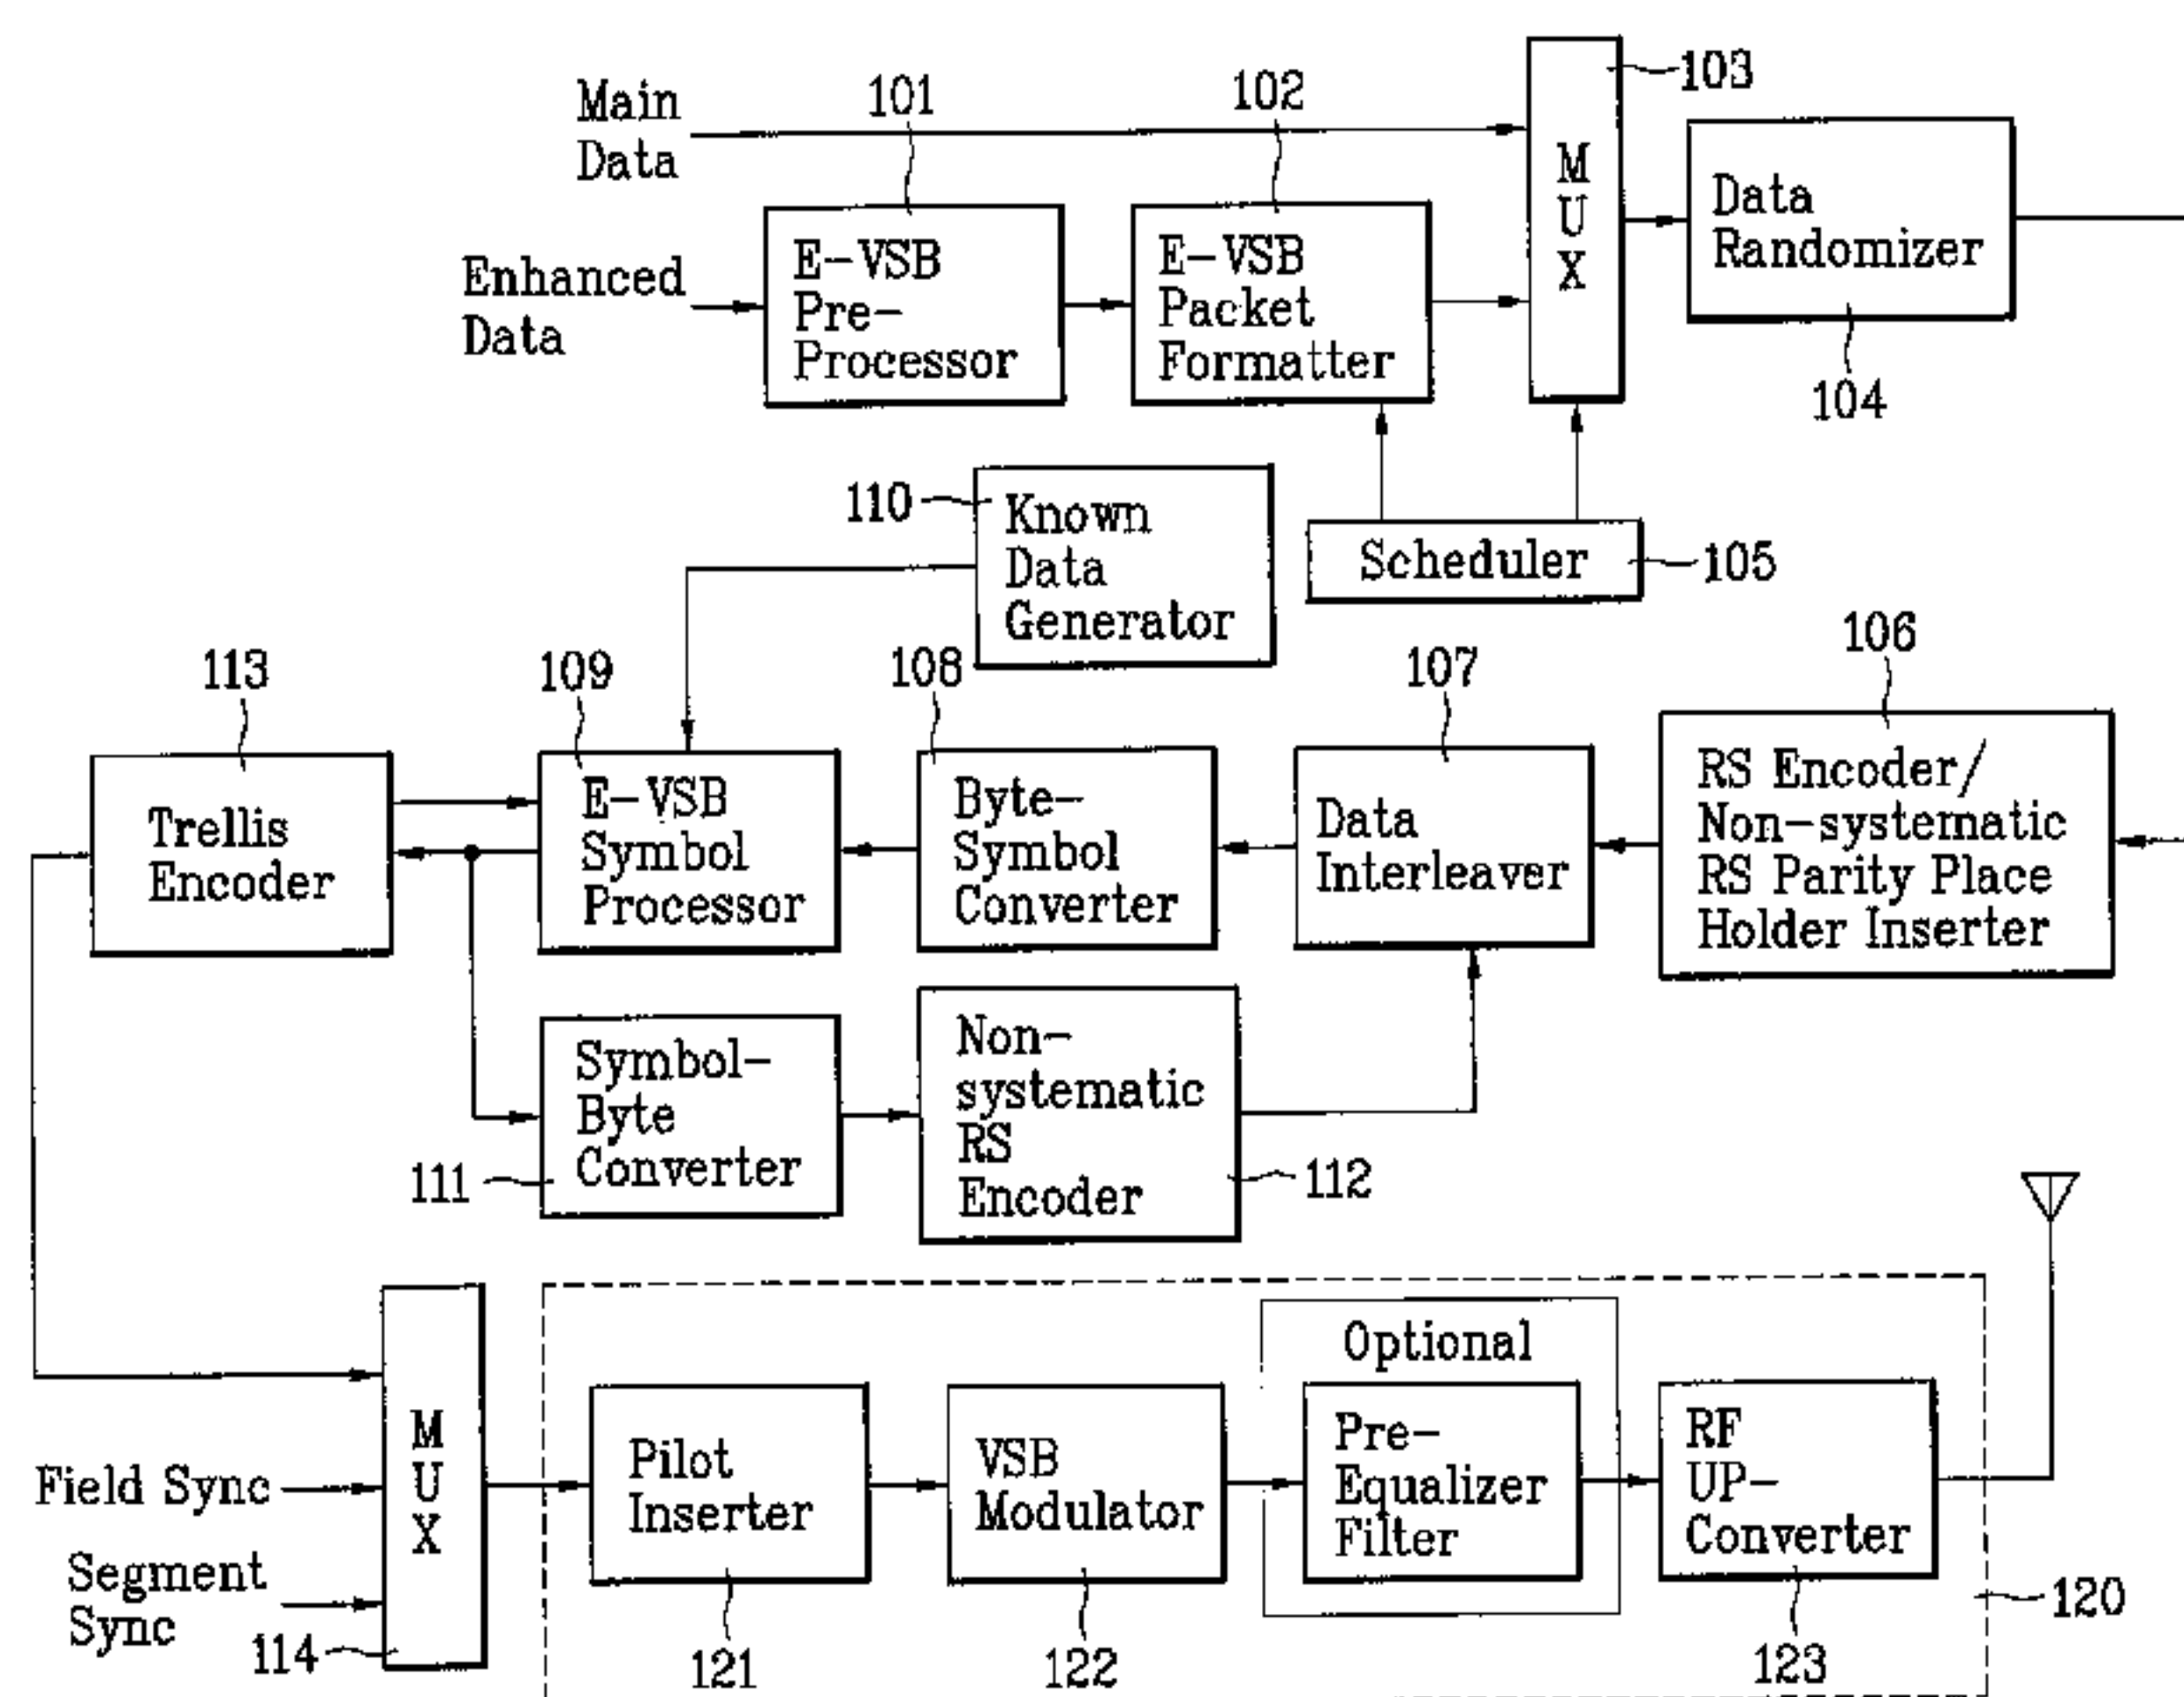 Main
Data
101
102
103
M
U
X
Data
Randomizer
104
Enhanced
Data
E-VSB
Pre-
Processor
E-VSB
Packet
Formatter
110
Known
Data
Generator
Scheduler
105
113
109
108
107
106
Trellis
Encoder
E-VSB
Symbol
Processor
Byte-
Symbol
Converter
Data
Interleaver
RS Encoder/
Non-systematic
RS Parity Place
Holder Inserter
Symbol-
Byte
Converter
111
Non-
systematic
RS
Encoder
112
M
U
X
Field Sync
Segment
Sync
114
Pilot
Inserter
121
VSB
Modulator
122
Optional
Pre-
Equalizer
Filter
RF
UP-
Converter
123
120